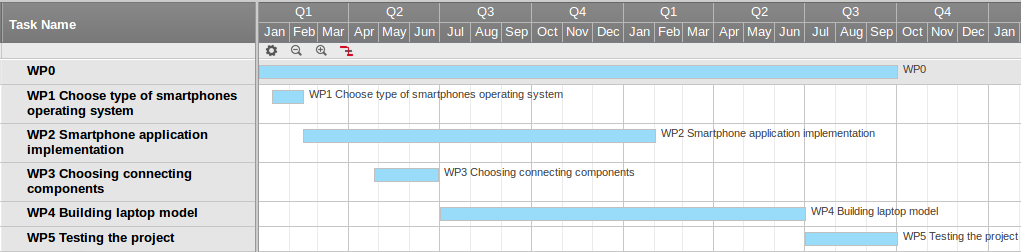 Task Name
Q1 Q2 Q3 Q4 Q1 Q2 Q3 Q4
Jan Feb Mar Apr May Jun Jul Aug Sep Oct Nov Dec Jan Feb Mar Apr May Jun Jul Aug Sep Oct Nov Dec Jan
WP0 WP0
WP1 Choose type of smartphones
operating system
WP1 Choose type of smartphones operating system
WP2 Smartphone application
implementation
WP2 Smartphone application implementation
WP3 Choosing connecting
components
WP3 Choosing connecting components
WP4 Building laptop model WP4 Building laptop model
WP5 Testing the project WP5 Testing the project